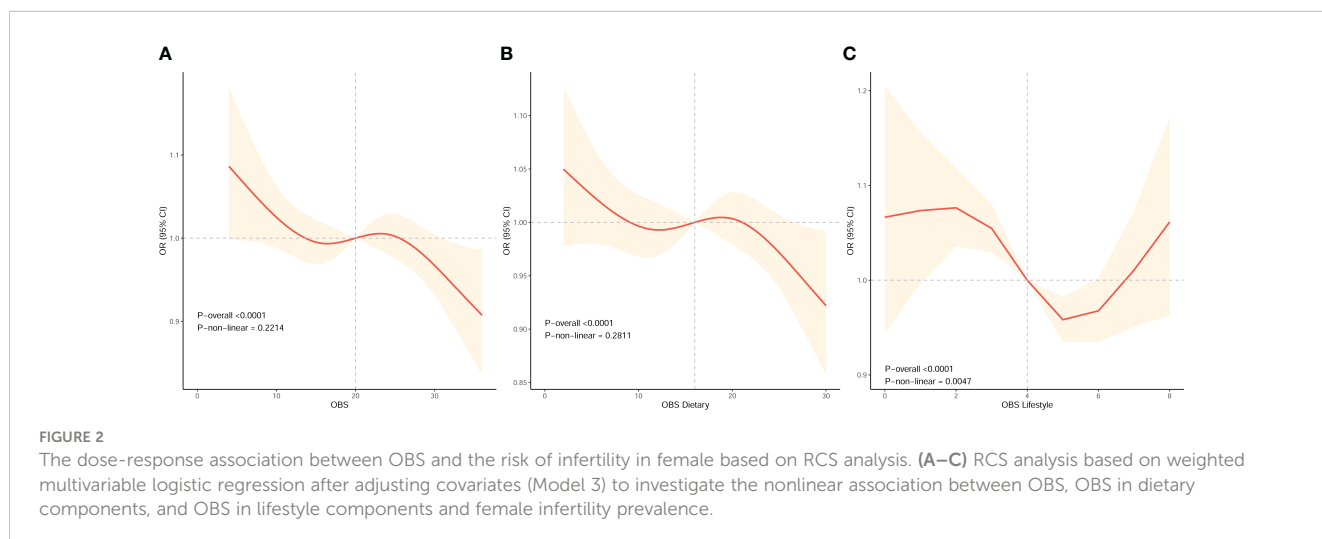 A
B
C
OR (95% CI)
1.1
1.0
0.9
P-overall <0.0001
P-non-linear = 0.2214
0
10
20
30
OBS
OR (95% CI)
1.10
1.05
1.00
0.95
0.90
0.85
P-overall <0.0001
P-non-linear = 0.2811
0
10
20
30
OBS Dietary
OR (95% CI)
1.2
1.1
1.0
0.9
P-overall <0.0001
P-non-linear = 0.0047
0
2
4
6
8
OBS Lifestyle
FIGURE 2
The dose-response association between OBS and the risk of infertility in female based on RCS analysis. (A–C) RCS analysis based on weighted
multivariable logistic regression after adjusting covariates (Model 3) to investigate the nonlinear association between OBS, OBS in dietary
components, and OBS in lifestyle components and female infertility prevalence.